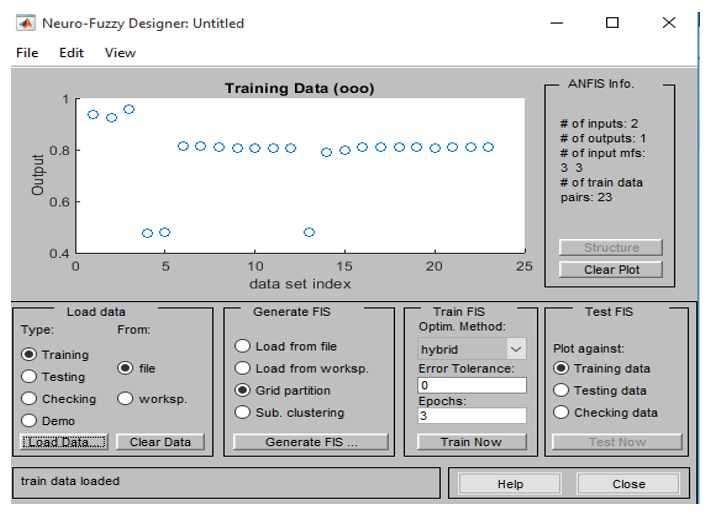 Neuro-Fuzzy Designer: Untitled
File Edit View
Training Data (ooo)
Output
1
0.8
0.6
0.4
0 5 10 15 20 25
data set index
ANFIS Info.
# of inputs: 2
# of outputs: 1
# of input mfs:
3 3
# of train data
pairs: 23
Structure
Clear Plot
Load data
Type: From:
Training
Testing
Checking
Demo
file
worksp.
Load Data... Clear Data
Generate FIS
Load from file
Load from worksp.
Grid partition
Sub. clustering
Generate FIS ...
Train FIS
Optim. Method:
hybrid
Error Tolerance:
0
Epochs:
3
Train Now
Test FIS
Plot against:
Training data
Testing data
Checking data
Test Now
train data loaded
Help Close